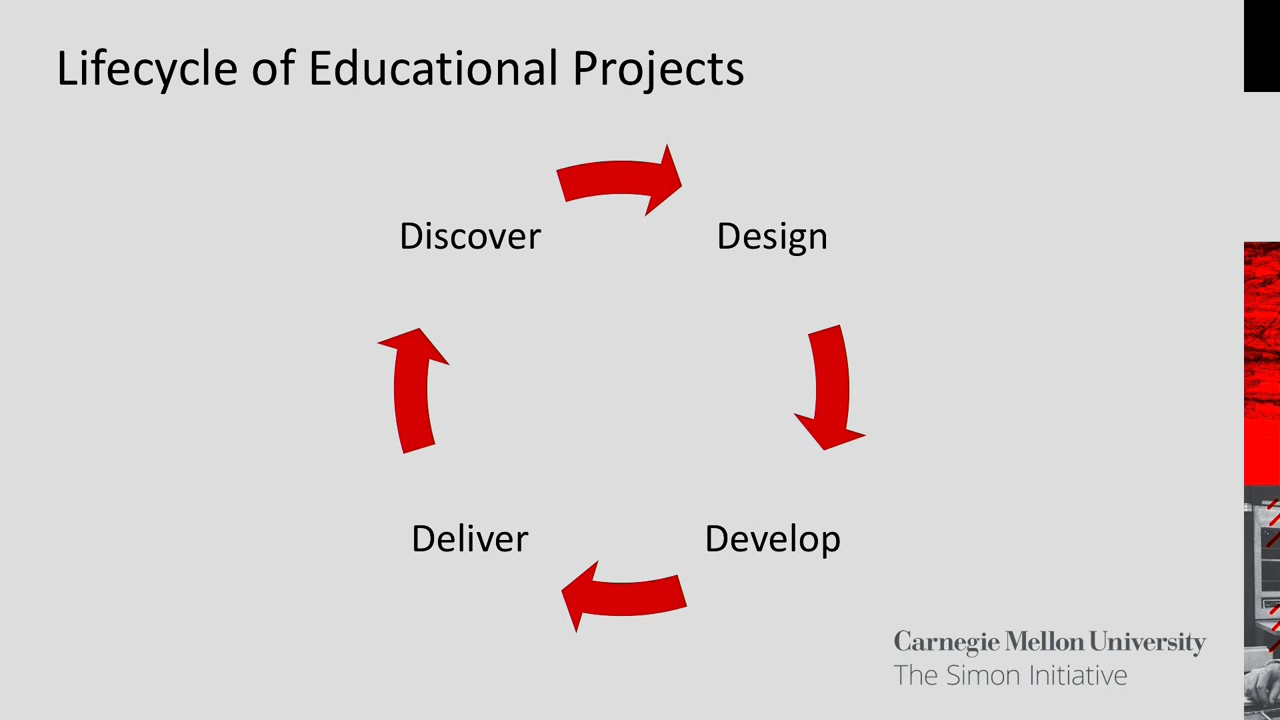 Lifecycle of Educational Projects
Discover
Design
Deliver
Develop
Carnegie Mellon University
The Simon Initiative